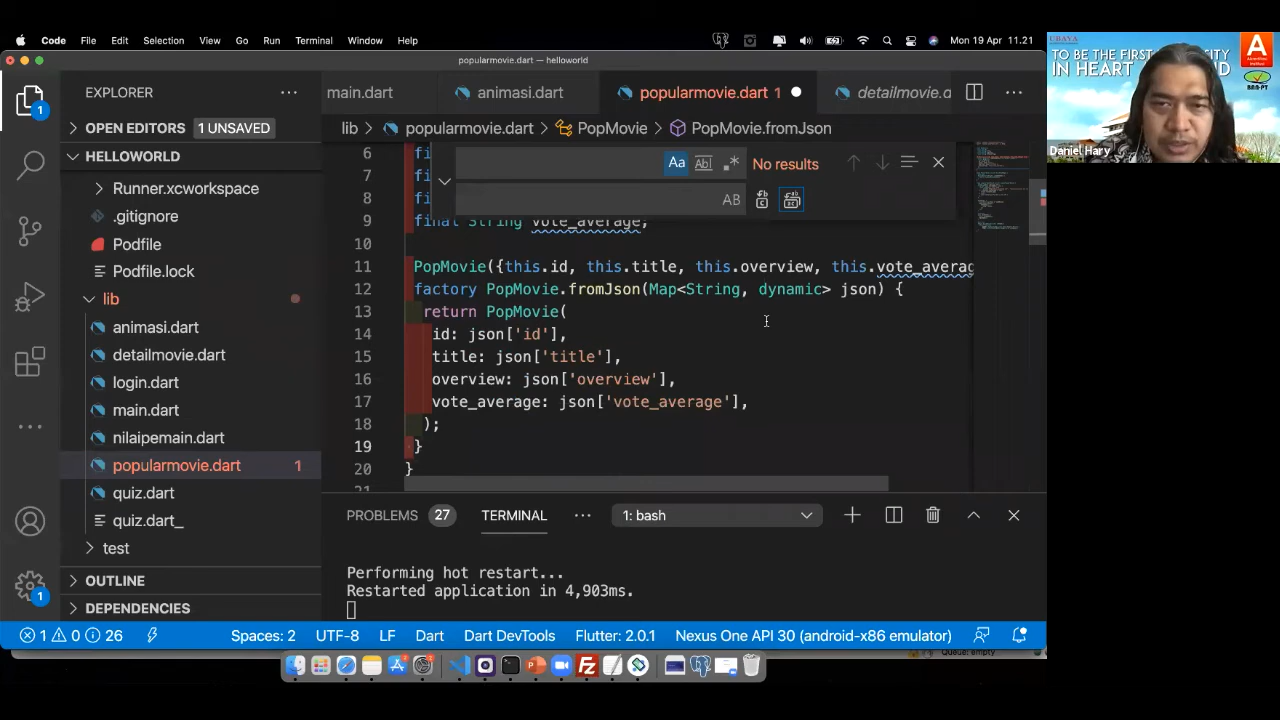 Code File Edit Selection View Go Run Terminal Window Help Mon 19 Apr 11.21
popularmovie.dart — helloworld
EXPLORER
OPEN EDITORS 1 UNSAVED
HELLOWORLD
Runner.xcworkspace
.gitignore
Podfile
Podfile.lock
lib
animasi.dart
detailmovie.dart
login.dart
main.dart
nilaipemain.dart
popularmovie.dart 1
quiz.dart
quiz.dart_
test
OUTLINE
DEPENDENCIES
1
1
main.dart animasi.dart popularmovie.dart 1 detailmovie.d
lib popularmovie.dart PopMovie PopMovie.fromJson
Aa Abl .* No results
AB
6 fi
7 fi
8 fi
9 final String vote_average;
10
11 PopMovie({this.id, this.title, this.overview, this.vote_averag
12 factory PopMovie.fromJson(Map<String, dynamic> json) {
13 return PopMovie(
14 id: json['id'],
15 title: json['title'],
16 overview: json['overview'],
17 vote_average: json['vote_average'],
18 );
19 }
20 }
PROBLEMS 27 TERMINAL 1: bash
Performing hot restart...
Restarted application in 4,903ms.
1 0 26 Spaces: 2 UTF-8 LF Dart Dart DevTools Flutter: 2.0.1 Nexus One API 30 (android-x86 emulator)
Queue: empty
UBAYA
TO BE THE FIRST
IN HEART
A
BAN-PT
Daniel Hary